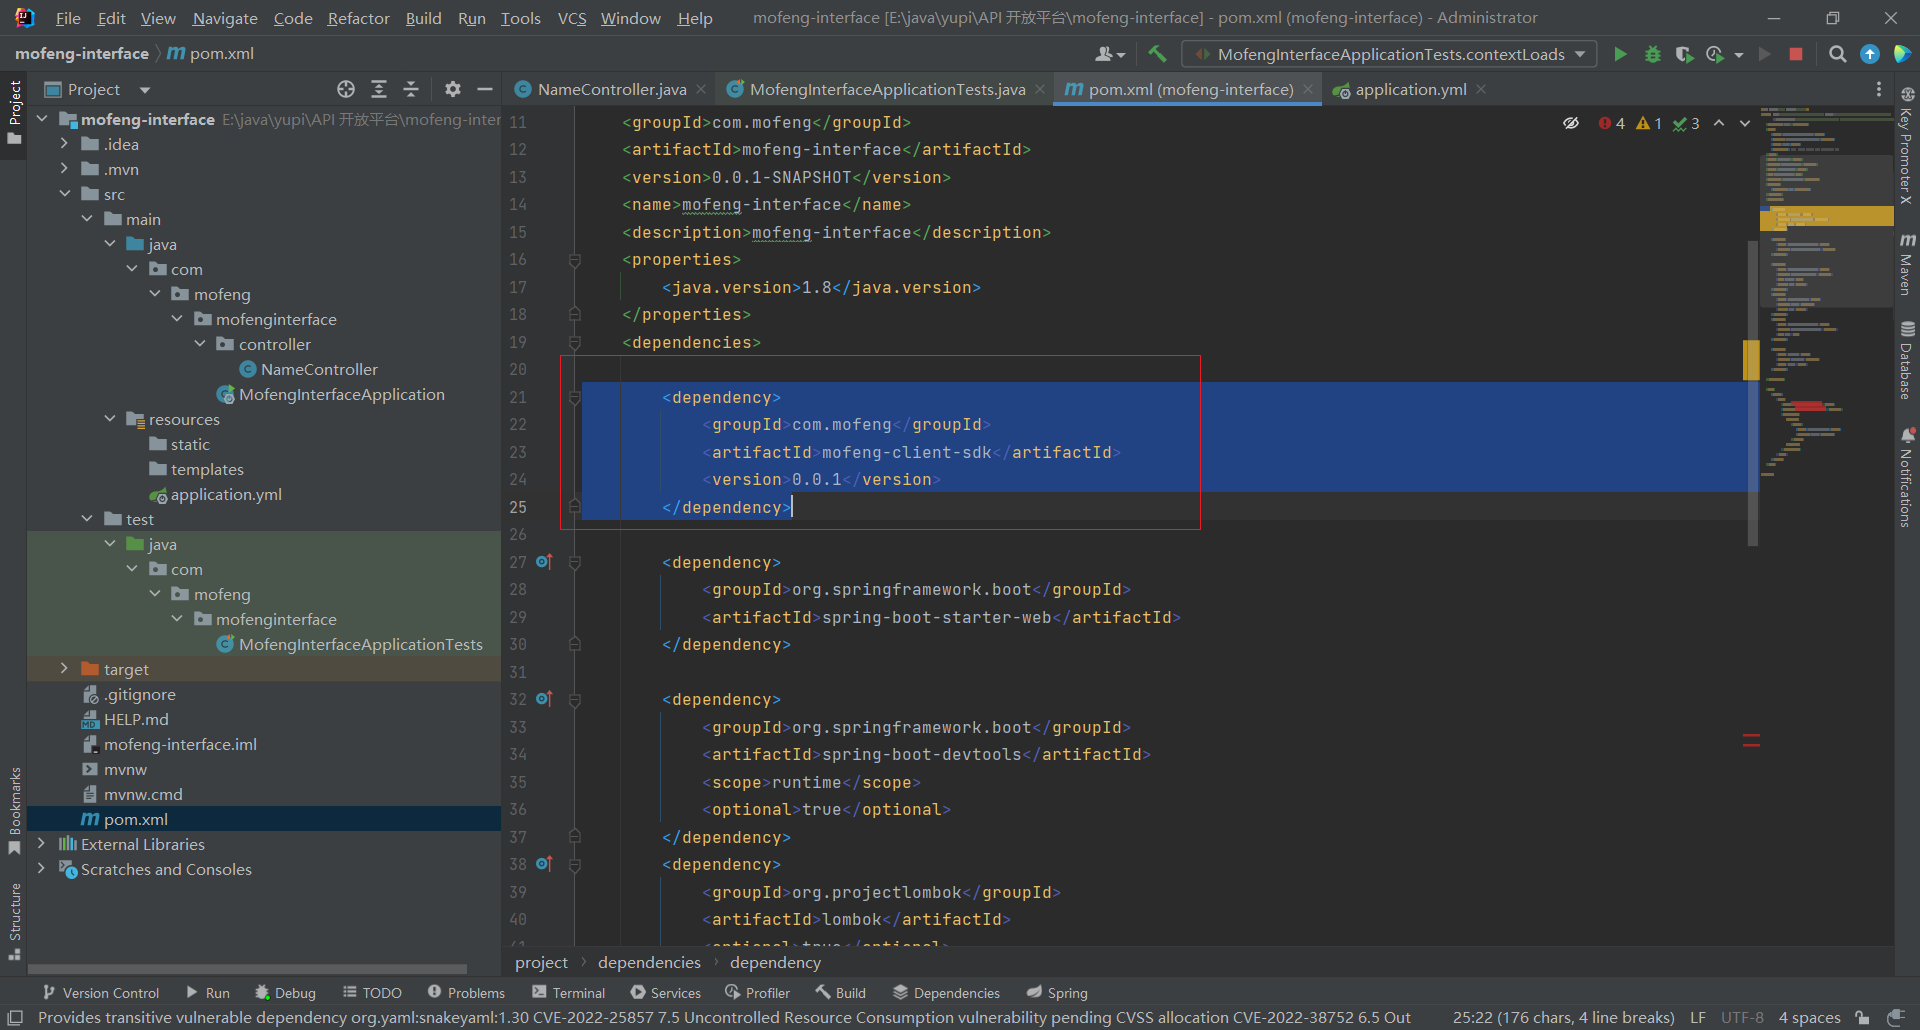 File Edit View Navigate Code Refactor Build Run Tools VCS Window Help mofeng-interface [E:\java\yupi\API 开放平台\mofeng-interface] - pom.xml (mofeng-interface) - Administrator
mofeng-interface pom.xml MofengInterfaceApplicationTests.contextLoads
Project
NameController.java MofengInterfaceApplicationTests.java pom.xml (mofeng-interface) application.yml
Project
mofeng-interface E:\java\yupi\API 开放平台\mofeng-inter
.idea
.mvn
src
main
java
com
mofeng
mofenginterface
controller
NameController
MofengInterfaceApplication
resources
static
templates
application.yml
test
java
com
mofeng
mofenginterface
MofengInterfaceApplicationTests
target
.gitignore
HELP.md
mofeng-interface.iml
mvnw
mvnw.cmd
pom.xml
External Libraries
Scratches and Consoles
Bookmarks
Structure
4 1 3
11 <groupId>com.mofeng</groupId>
12 <artifactId>mofeng-interface</artifactId>
13 <version>0.0.1-SNAPSHOT</version>
14 <name>mofeng-interface</name>
15 <description>mofeng-interface</description>
16 <properties>
17 <java.version>1.8</java.version>
18 </properties>
19 <dependencies>
20
21 <dependency>
22 <groupId>com.mofeng</groupId>
23 <artifactId>mofeng-client-sdk</artifactId>
24 <version>0.0.1</version>
25 </dependency>
26
27 <dependency>
28 <groupId>org.springframework.boot</groupId>
29 <artifactId>spring-boot-starter-web</artifactId>
30 </dependency>
31
32 <dependency>
33 <groupId>org.springframework.boot</groupId>
34 <artifactId>spring-boot-devtools</artifactId>
35 <scope>runtime</scope>
36 <optional>true</optional>
37 </dependency>
38 <dependency>
39 <groupId>org.projectlombok</groupId>
40 <artifactId>lombok</artifactId>
41 <optional>true</optional>
project dependencies dependency
Key Promoter X
Maven
Database
Notifications
Version Control Run Debug TODO Problems Terminal Services Profiler Build Dependencies Spring
Provides transitive vulnerable dependency org.yaml:snakeyaml:1.30 CVE-2022-25857 7.5 Uncontrolled Resource Consumption vulnerability pending CVSS allocation CVE-2022-38752 6.5 Out 25:22 (176 chars, 4 line breaks) LF UTF-8 4 spaces